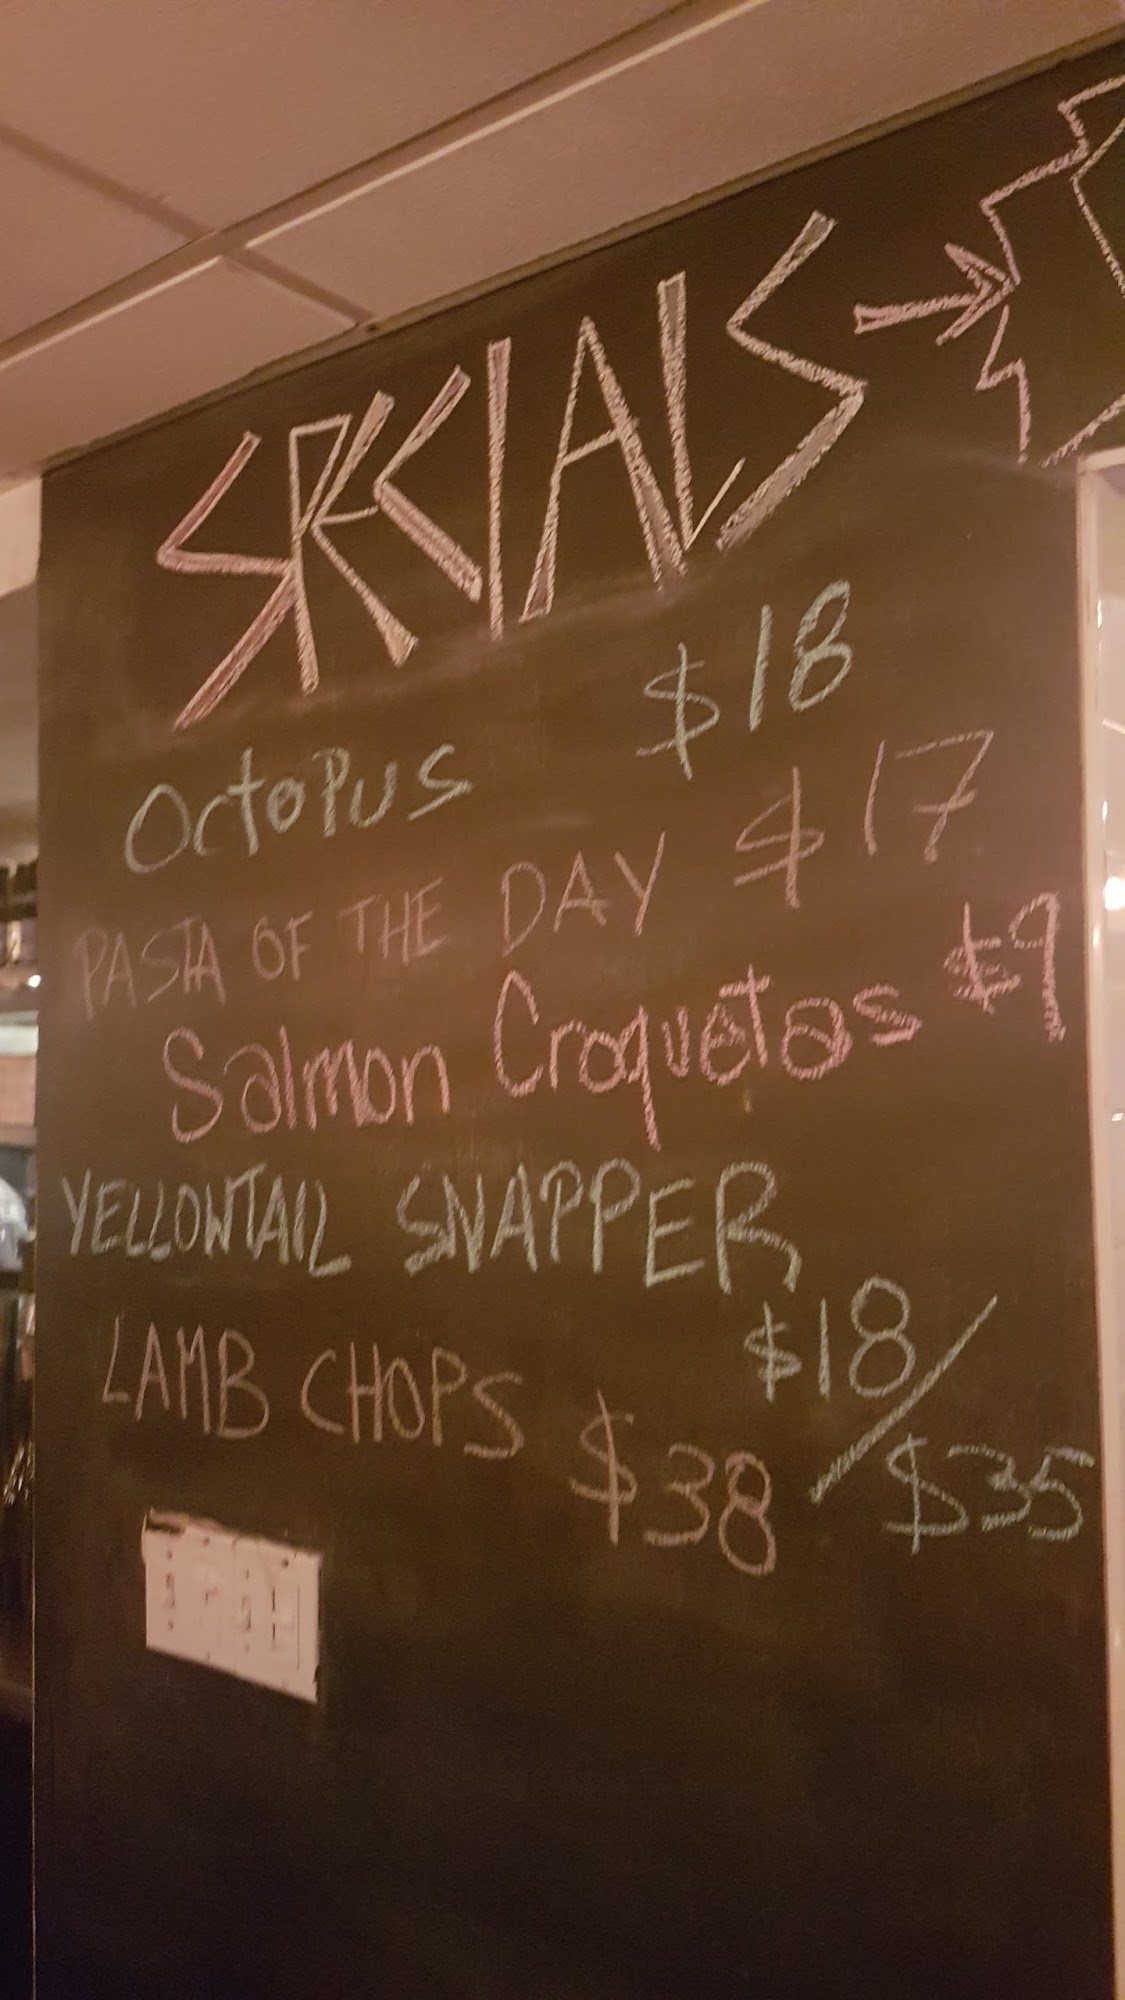 SPECIALS
Octopus $18
PASTA OF THE DAY $17
Salmon Croquetas $9
YELLOWTAIL SNAPPER
$18/$35
LAMB CHOPS $38